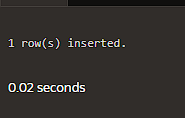 1 row(s) inserted.
0.02 seconds